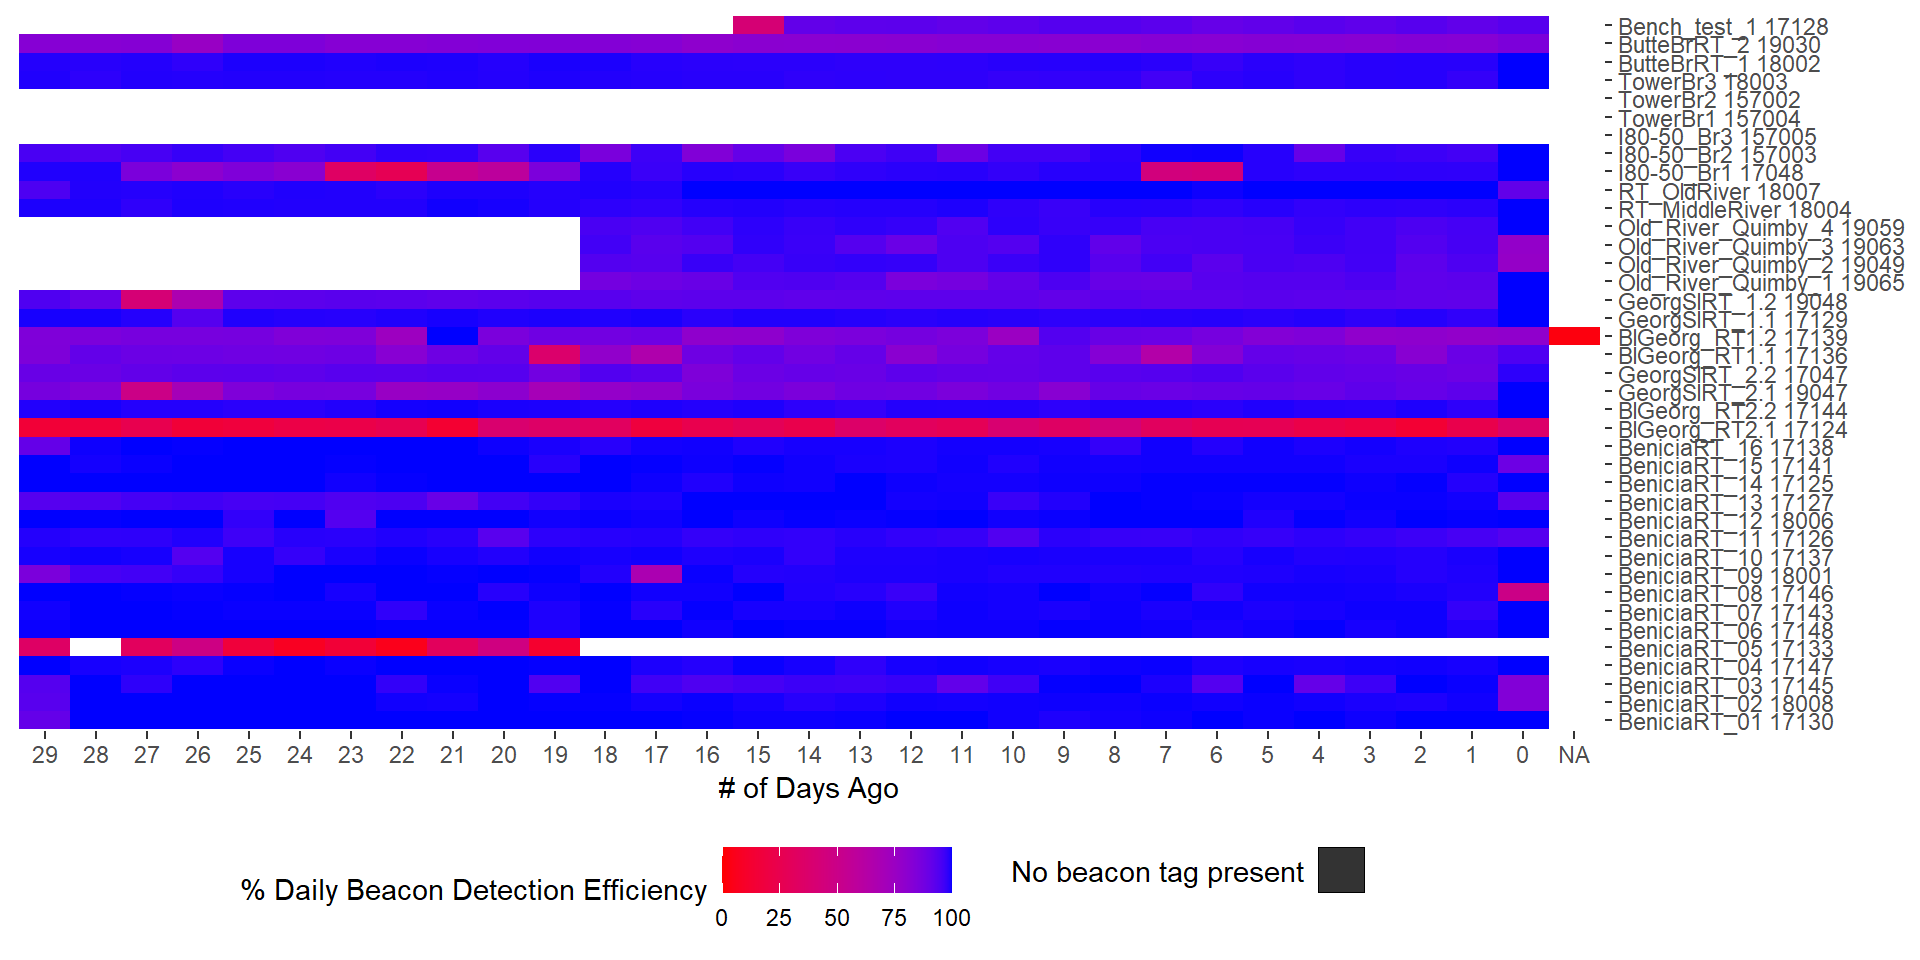 Bench_test_1 17128
ButteBrRT_2 19030
ButteBrRT_1 18002
TowerBr3 18003
TowerBr2 157002
TowerBr1 157004
I80-50_Br3 157005
I80-50_Br2 157003
I80-50_Br1 17048
RT_OldRiver 18007
RT_MiddleRiver 18004
Old_River_Quimby_4 19059
Old_River_Quimby_3 19063
Old_River_Quimby_2 19049
Old_River_Quimby_1 19065
GeorgSlRT_1.2 19048
GeorgSlRT_1.1 17129
BlGeorg_RT1.2 17139
BlGeorg_RT1.1 17136
GeorgSlRT_2.2 17047
GeorgSlRT_2.1 19047
BlGeorg_RT2.2 17144
BlGeorg_RT2.1 17124
BeniciaRT_16 17138
BeniciaRT_15 17141
BeniciaRT_14 17125
BeniciaRT_13 17127
BeniciaRT_12 18006
BeniciaRT_11 17126
BeniciaRT_10 17137
BeniciaRT_09 18001
BeniciaRT_08 17146
BeniciaRT_07 17143
BeniciaRT_06 17148
BeniciaRT_05 17133
BeniciaRT_04 17147
BeniciaRT_03 17145
BeniciaRT_02 18008
BeniciaRT_01 17130
29 28 27 26 25 24 23 22 21 20 19 18 17 16 15 14 13 12 11 10 9 8 7 6 5 4 3 2 1 0 NA
# of Days Ago
% Daily Beacon Detection Efficiency
0 25 50 75 100
No beacon tag present